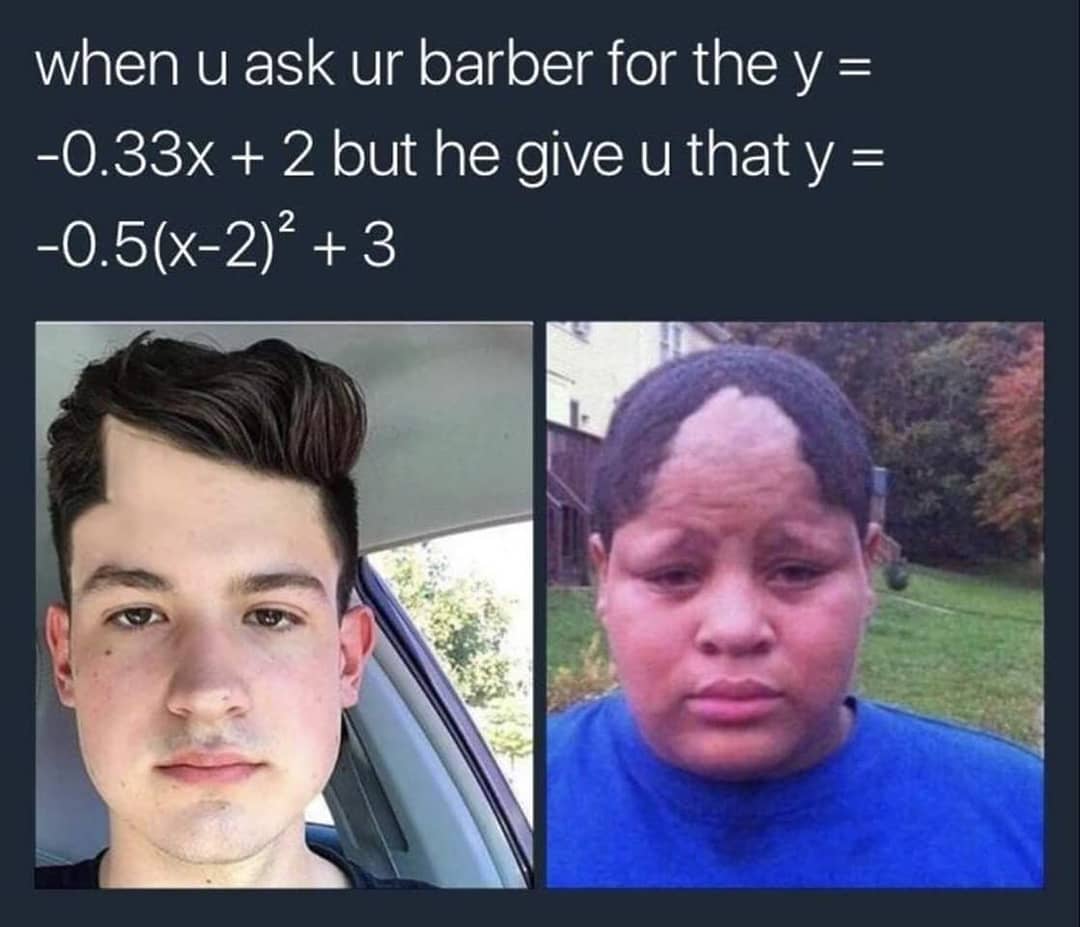 when u ask ur barber for the y =
-0.33x + 2 but he give u that y =
-0.5(x-2)² + 3